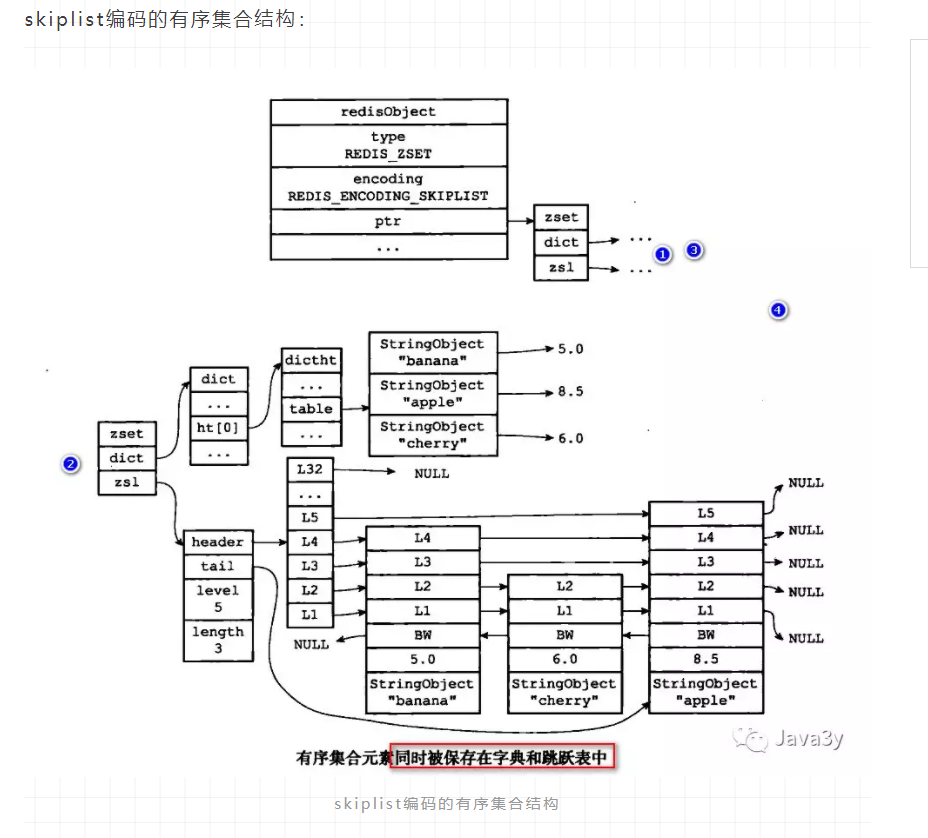 skiplist编码的有序集合结构：
redisObject
type
REDIS_ZSET
encoding
REDIS_ENCODING_SKIPLIST
ptr
...
zset
dict
zsl
...
...
1
3
4
2
zset
dict
zsl
dict
...
ht[0]
...
dictht
...
table
...
StringObject
"banana"
5.0
StringObject
"apple"
8.5
StringObject
"cherry"
6.0
header
tail
level
5
length
3
L32
NULL
...
L5
L4
L3
L2
L1
NULL
L4
L3
L2
L1
BW
5.0
StringObject
"banana"
L2
L1
BW
6.0
StringObject
"cherry"
L5
L4
L3
L2
L1
BW
8.5
StringObject
"apple"
NULL
NULL
NULL
NULL
NULL
Java3y
有序集合元素同时被保存在字典和跳跃表中
skiplist编码的有序集合结构